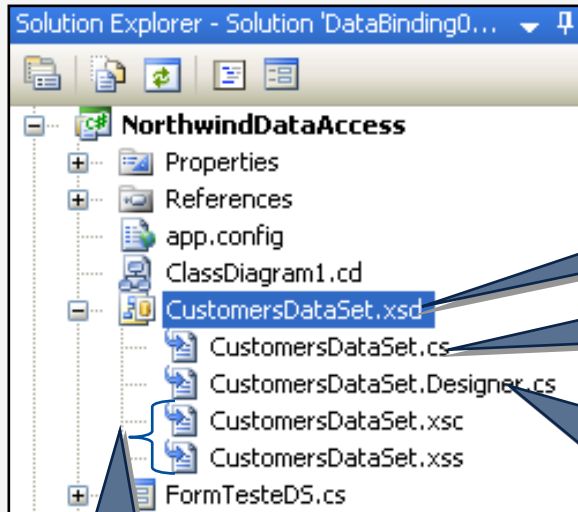 Solution Explorer - Solution 'DataBinding0...
NorthwindDataAccess
Properties
References
app.config
ClassDiagram1.cd
CustomersDataSet.xsd
CustomersDataSet.cs
CustomersDataSet.Designer.cs
CustomersDataSet.xsc
CustomersDataSet.xss
FormTesteDS.cs